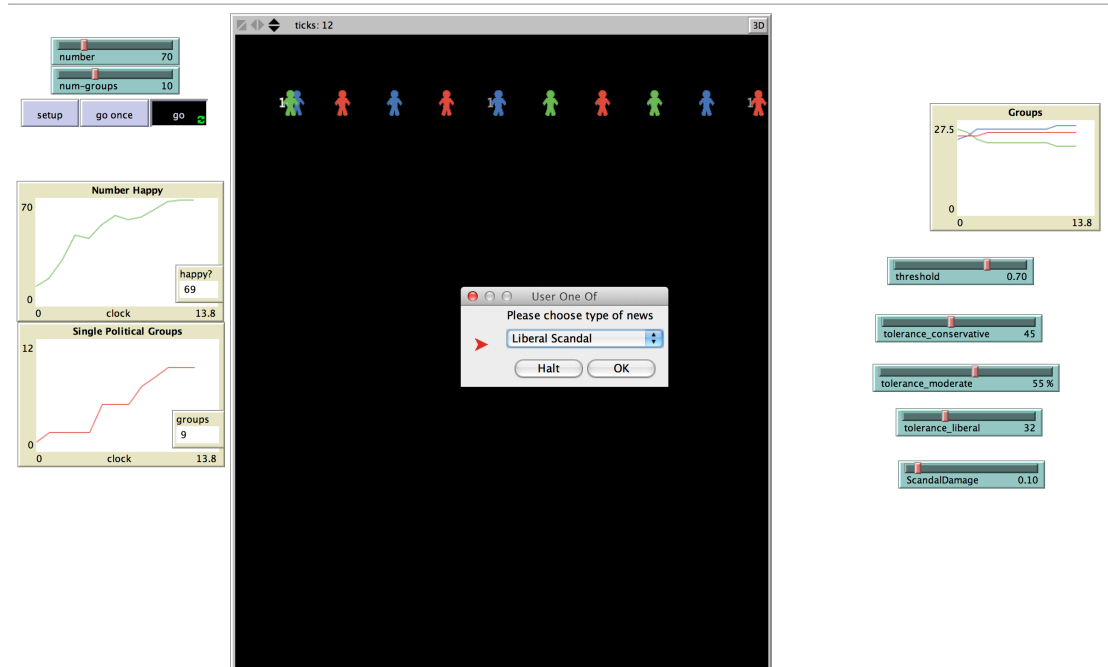 ticks: 12
3D
number 70
num-groups 10
setup
go once
go
Number Happy
70
0
clock
13.8
happy?
69
Single Political Groups
12
0
0
clock
13.8
groups
9
1
1
1
User One Of
Please choose type of news
Liberal Scandal
Halt
OK
Groups
27.5
0
0
13.8
threshold 0.70
tolerance_conservative 45
tolerance_moderate 55 %
tolerance_liberal 32
ScandalDamage 0.10